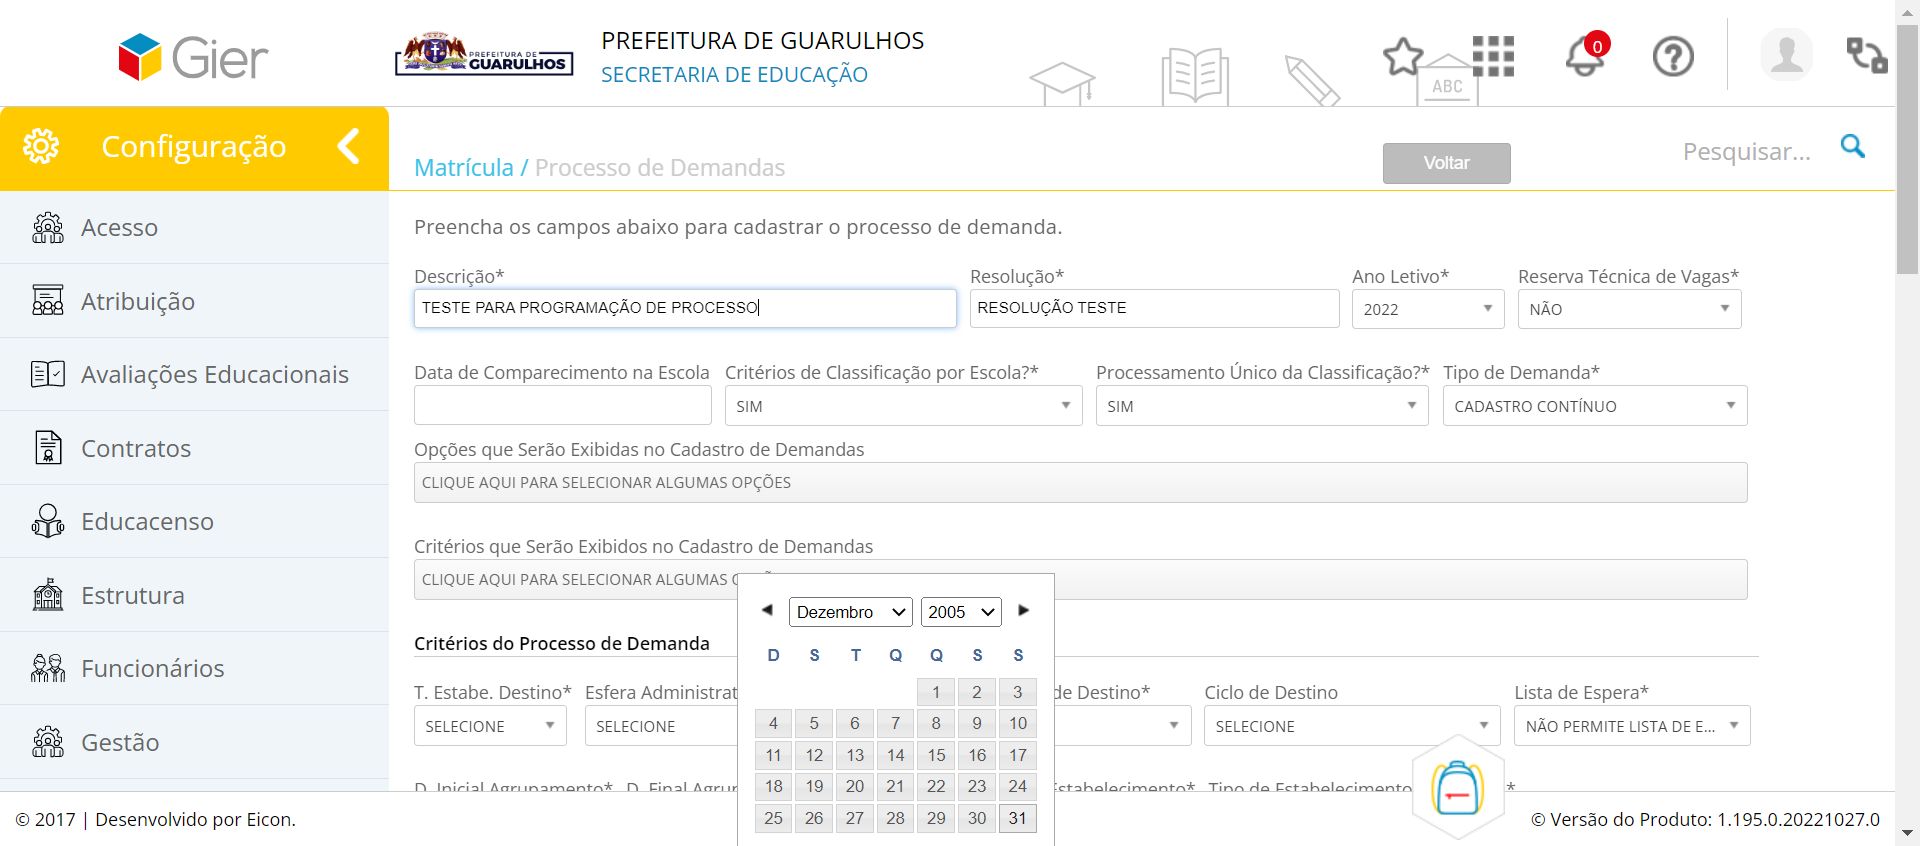 Gier
PREFEITURA DE
GUARULHOS
PREFEITURA DE GUARULHOS
SECRETARIA DE EDUCAÇÃO
ABC
0
Configuração
Matrícula / Processo de Demandas
Voltar
Pesquisar...
Acesso
Atribuição
Avaliações Educacionais
Contratos
Educacenso
Estrutura
Funcionários
Gestão
Preencha os campos abaixo para cadastrar o processo de demanda.
Descrição* Resolução* Ano Letivo* Reserva Técnica de Vagas*
TESTE PARA PROGRAMAÇÃO DE PROCESSO RESOLUÇÃO TESTE 2022 NÃO
Data de Comparecimento na Escola Critérios de Classificação por Escola?* Processamento Único da Classificação?* Tipo de Demanda*
SIM SIM CADASTRO CONTÍNUO
Opções que Serão Exibidas no Cadastro de Demandas
CLIQUE AQUI PARA SELECIONAR ALGUMAS OPÇÕES
Critérios que Serão Exibidos no Cadastro de Demandas
CLIQUE AQUI PARA SELECIONAR ALGUMAS
Dezembro 2005
Critérios do Processo de Demanda
D S T Q Q S S
T. Estabe. Destino* Esfera Administrat de Destino* Ciclo de Destino Lista de Espera*
SELECIONE SELECIONE SELECIONE NÃO PERMITE LISTA DE E...
1 2 3
4 5 6 7 8 9 10
11 12 13 14 15 16 17
18 19 20 21 22 23 24
25 26 27 28 29 30 31
D. Inicial Agrupamento* D. Final Agru Estabelecimento* Tipo de Estabelecimento *
© 2017 | Desenvolvido por Eicon.
© Versão do Produto: 1.195.0.20221027.0